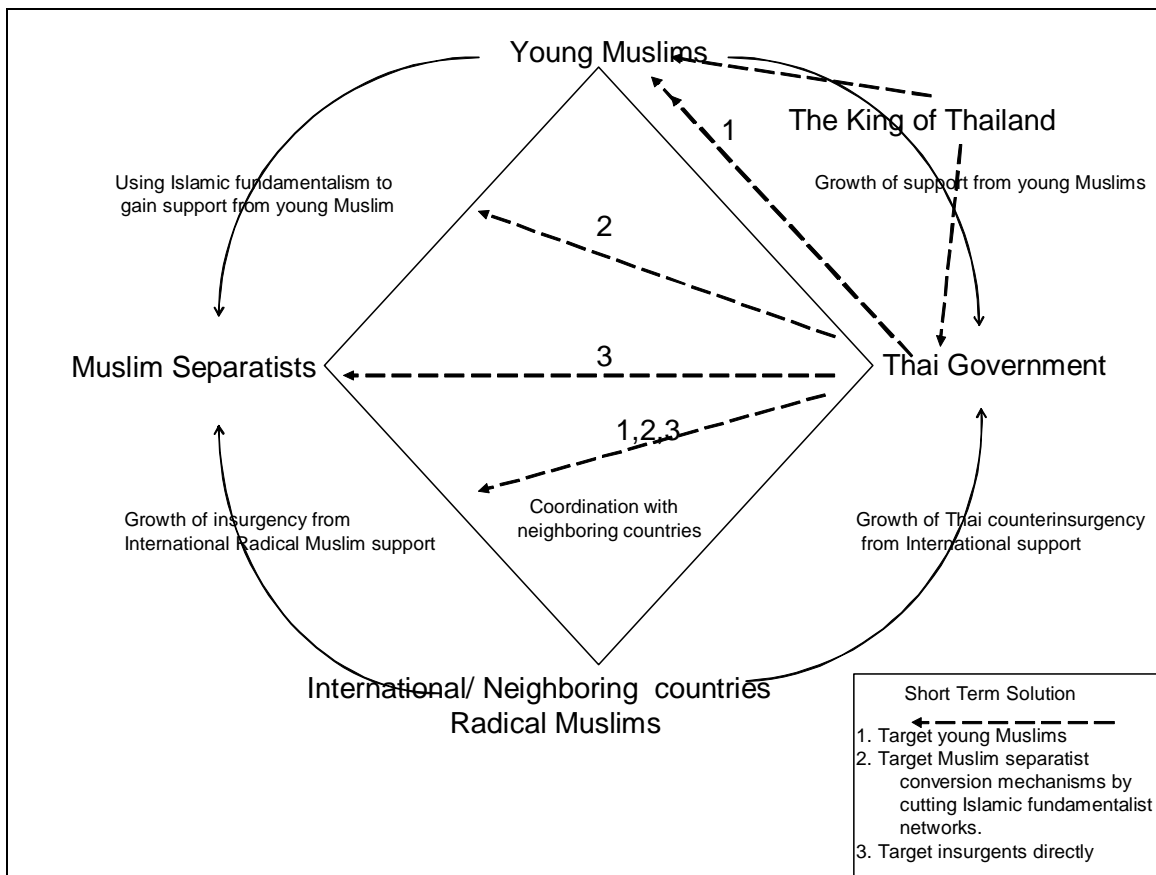 Young Muslims
The King of Thailand
1
Using Islamic fundamentalism to
gain support from young Muslim
Growth of support from young Muslims
2
Muslim Separatists
3
Thai Government
1,2,3
Growth of insurgency from
International Radical Muslim support
Coordination with
neighboring countries
Growth of Thai counterinsurgency
from International support
International/ Neighboring countries
Radical Muslims
Short Term Solution
1. Target young Muslims
2. Target Muslim separatist
conversion mechanisms by
cutting Islamic fundamentalist
networks.
3. Target insurgents directly